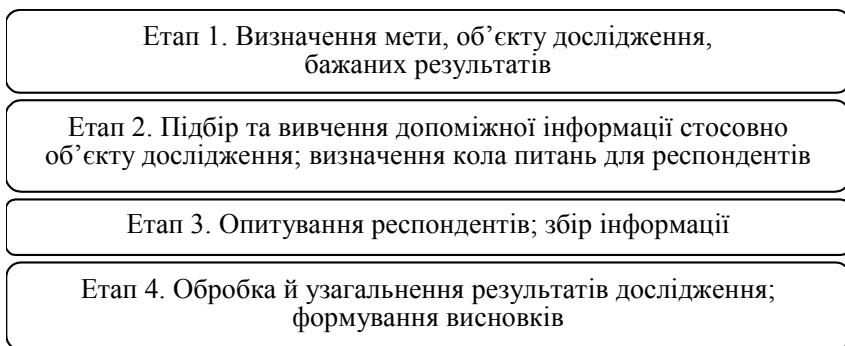 Етап 1. Визначення мети, об’єкту дослідження,
бажаних результатів
Етап 2. Підбір та вивчення допоміжної інформації стосовно
об’єкту дослідження; визначення кола питань для респондентів
Етап 3. Опитування респондентів; збір інформації
Етап 4. Обробка й узагальнення результатів дослідження;
формування висновків